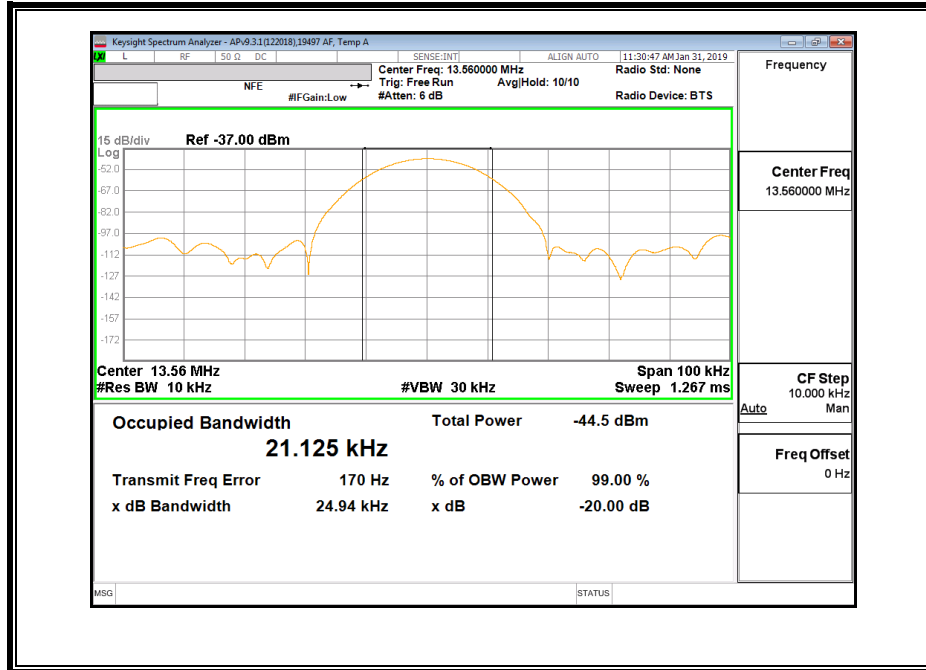 Keysight Spectrum Analyzer - APv9.3.1(122018),19497 AF, Temp A
LXI L RF 50 Ω DC SENSE:INT ALIGN AUTO 11:30:47 AM Jan 31, 2019
Center Freq: 13.560000 MHz Radio Std: None
NFE Trig: Free Run Avg|Hold: 10/10
#IFGain:Low #Atten: 6 dB Radio Device: BTS
15 dB/div Ref -37.00 dBm
Log
-52.0
-67.0
-82.0
-97.0
-112
-127
-142
-157
-172
Center 13.56 MHz Span 100 kHz
#Res BW 10 kHz #VBW 30 kHz Sweep 1.267 ms
Occupied Bandwidth Total Power -44.5 dBm
21.125 kHz
Transmit Freq Error 170 Hz % of OBW Power 99.00 %
x dB Bandwidth 24.94 kHz x dB -20.00 dB
MSG STATUS
Frequency
Center Freq
13.560000 MHz
CF Step
10.000 kHz
Auto Man
Freq Offset
0 Hz